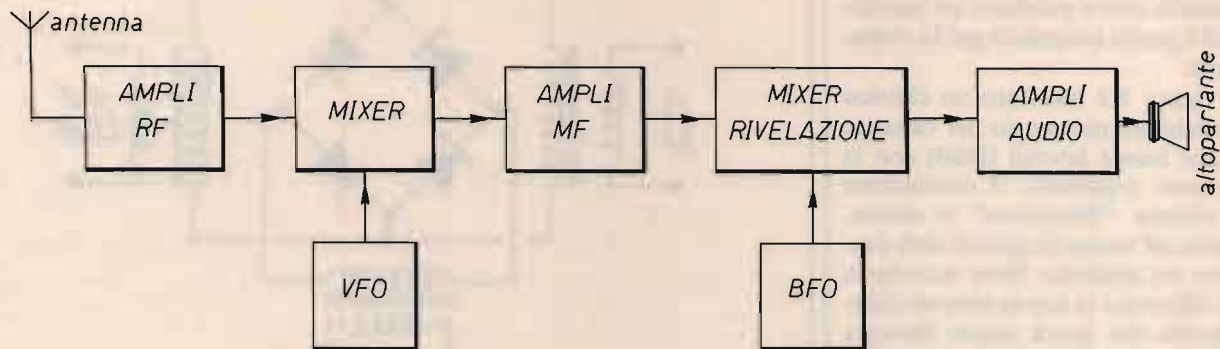 antenna
AMPLI
RF
MIXER
AMPLI
MF
MIXER
RIVELAZIONE
AMPLI
AUDIO
altoparlante
VFO
BFO